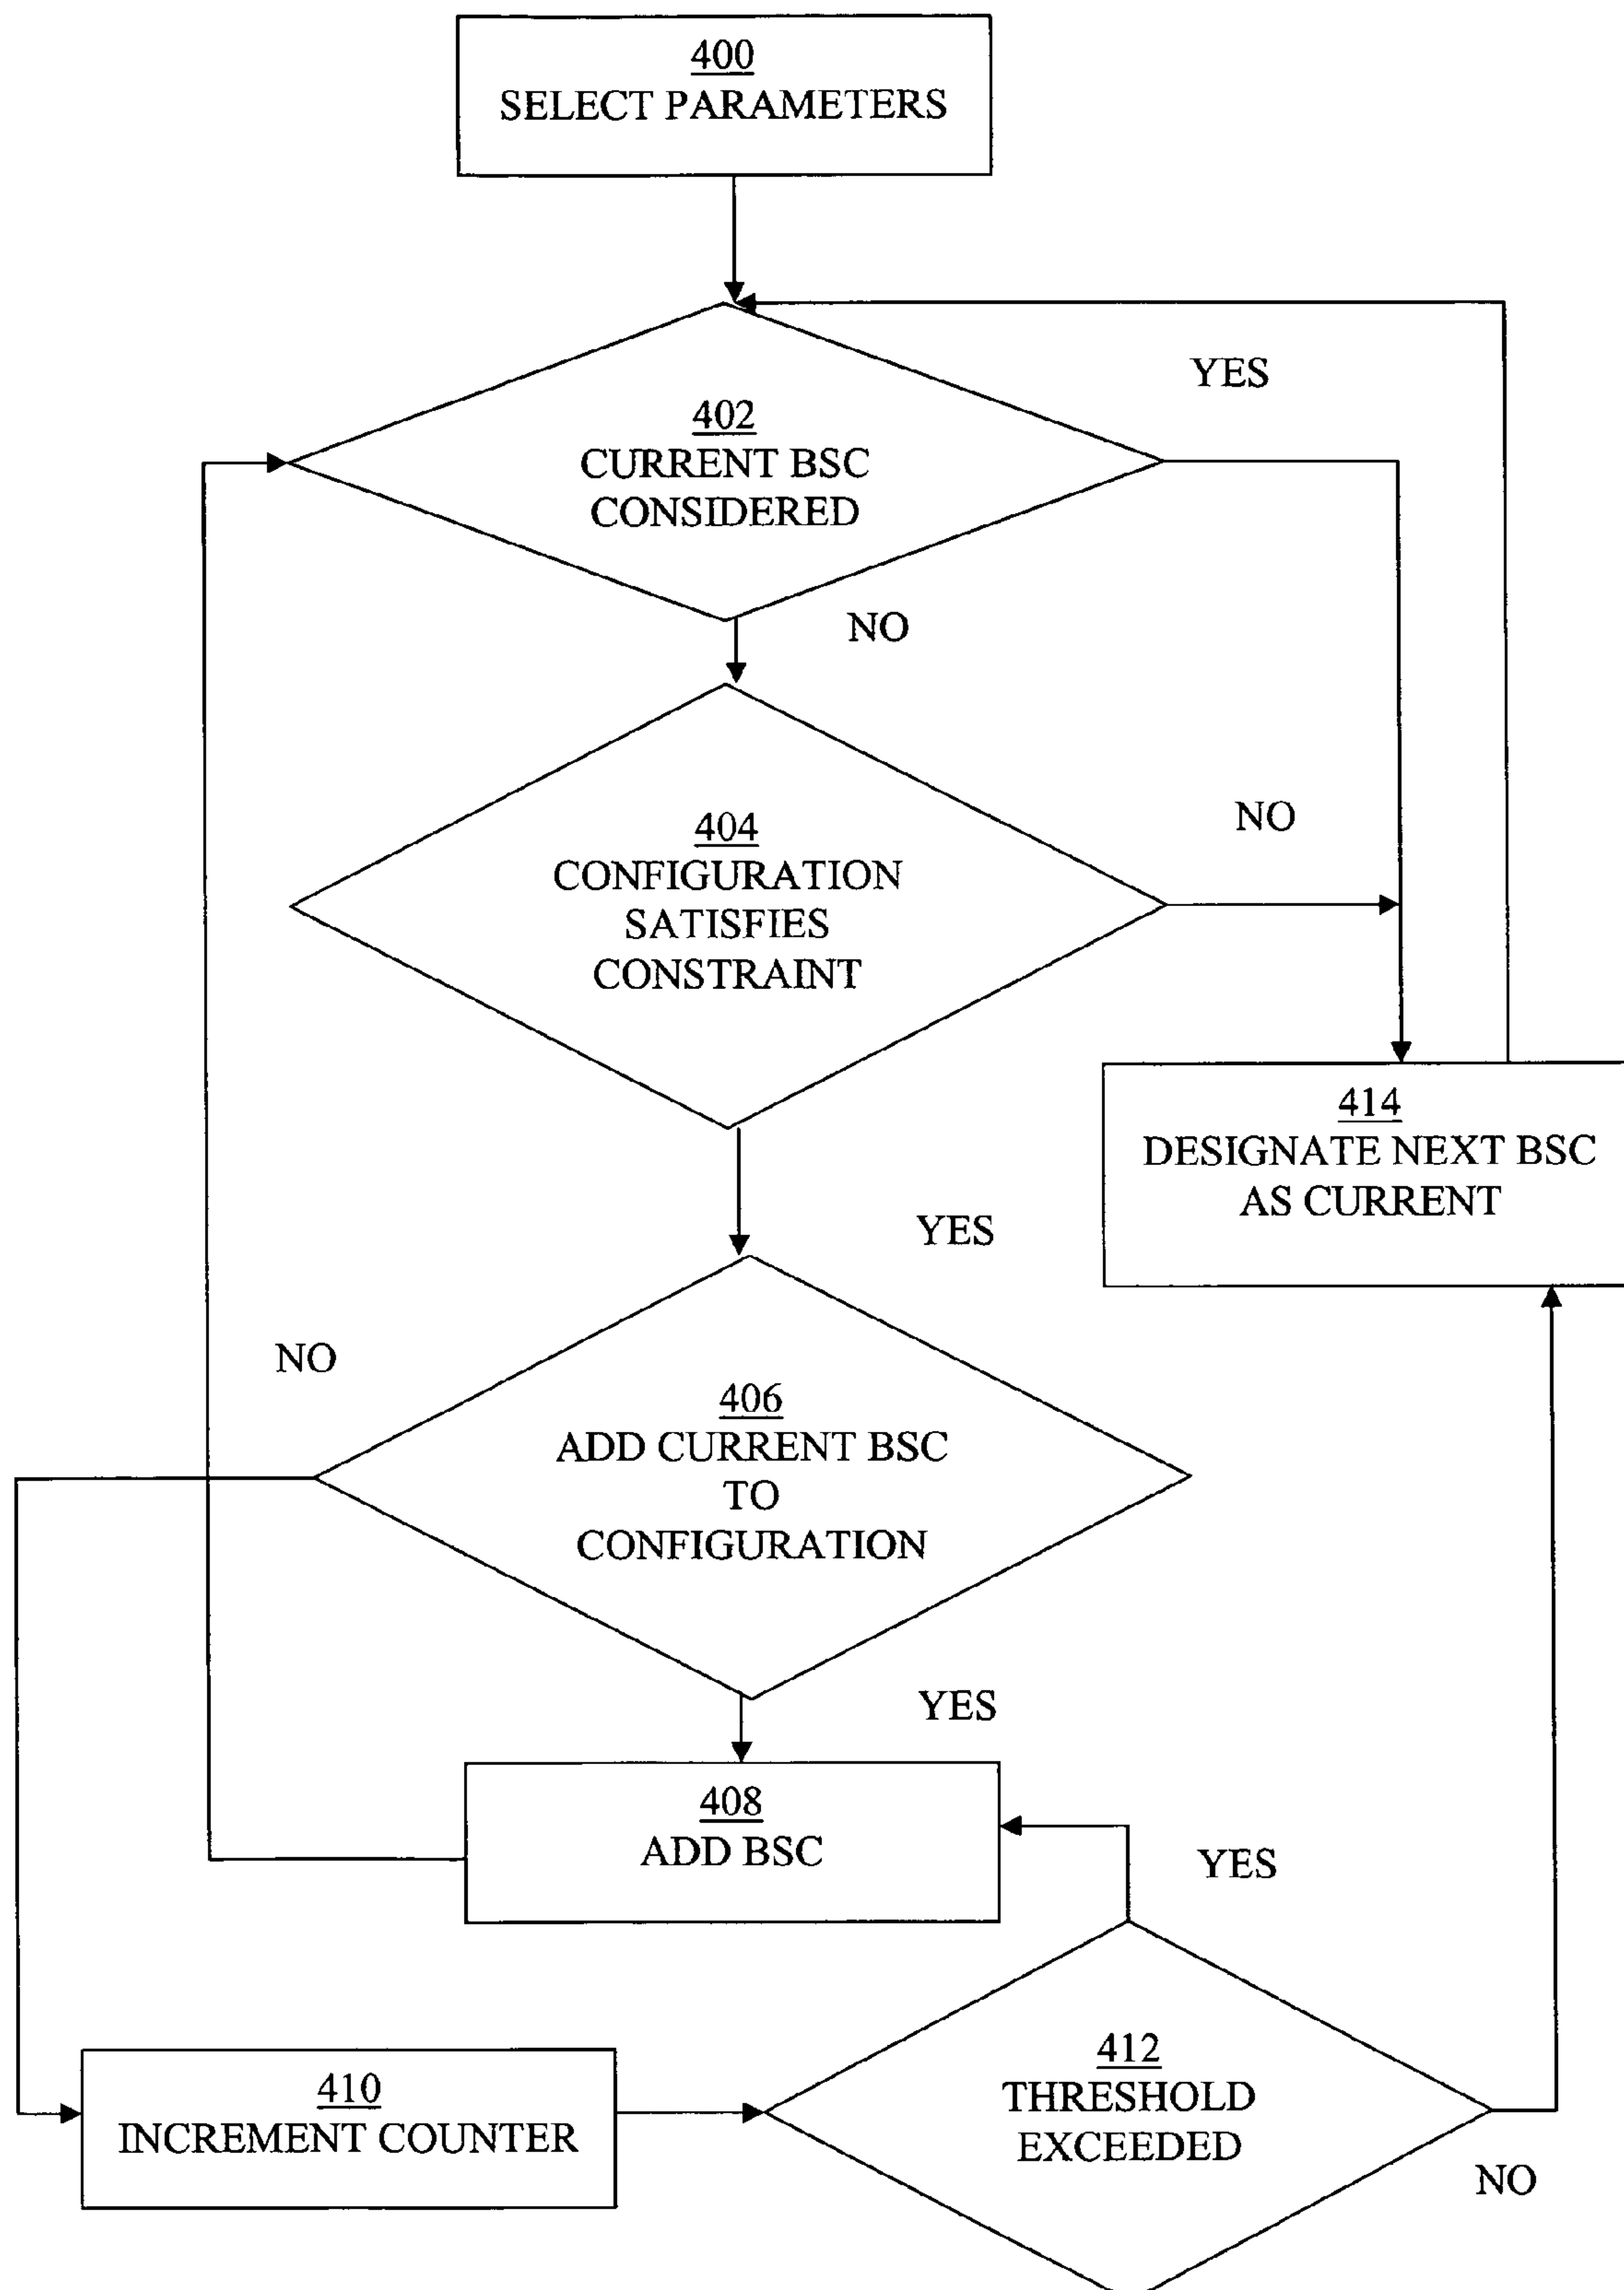 400
SELECT PARAMETERS
YES
402
CURRENT BSC
CONSIDERED
NO
404
CONFIGURATION
SATISFIES
CONSTRAINT
NO
414
DESIGNATE NEXT BSC
AS CURRENT
YES
NO
406
ADD CURRENT BSC
TO
CONFIGURATION
YES
408
ADD BSC
YES
412
THRESHOLD
EXCEEDED
410
INCREMENT COUNTER
NO